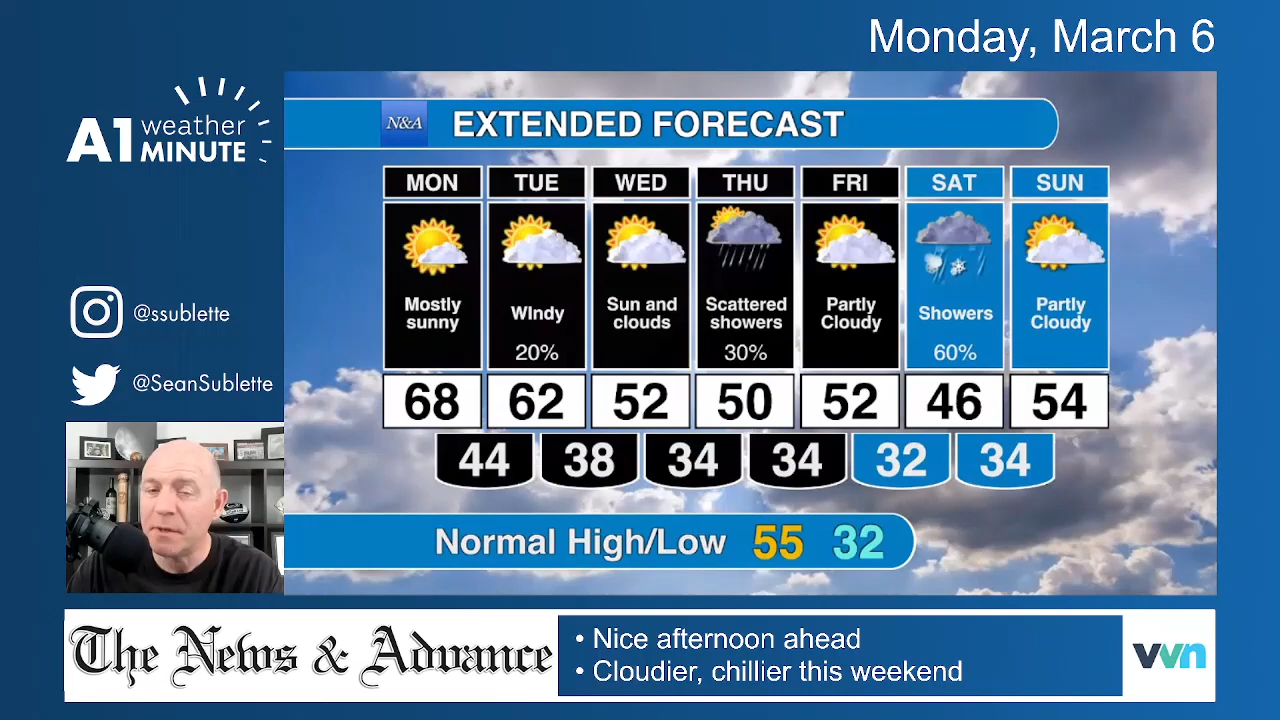 Monday, March 6
A1 weather
MINUTE
N&A EXTENDED FORECAST
MON TUE WED THU FRI SAT SUN
Mostly sunny WIndy Sun and clouds Scattered showers Partly Cloudy Showers Partly Cloudy
20% 30% 60%
68 62 52 50 52 46 54
44 38 34 34 32 34
Normal High/Low 55 32
@ssublette
@SeanSublette
The News & Advance
• Nice afternoon ahead
• Cloudier, chillier this weekend
vvn